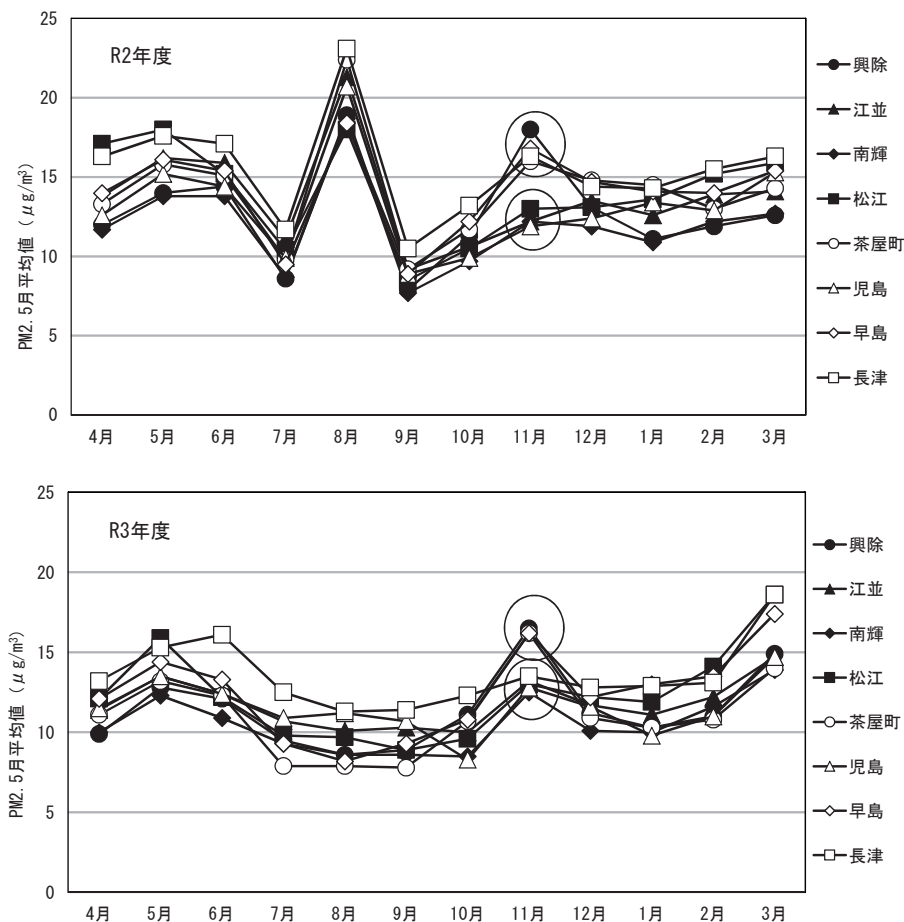 R2年度
PM2.5月平均値（μg/m³）
25
20
15
10
5
0
4月 5月 6月 7月 8月 9月 10月 11月 12月 1月 2月 3月
興除
江並
南輝
松江
茶屋町
児島
早島
長津
R3年度
PM2.5月平均値（μg/m³）
25
20
15
10
5
0
4月 5月 6月 7月 8月 9月 10月 11月 12月 1月 2月 3月
興除
江並
南輝
松江
茶屋町
児島
早島
長津